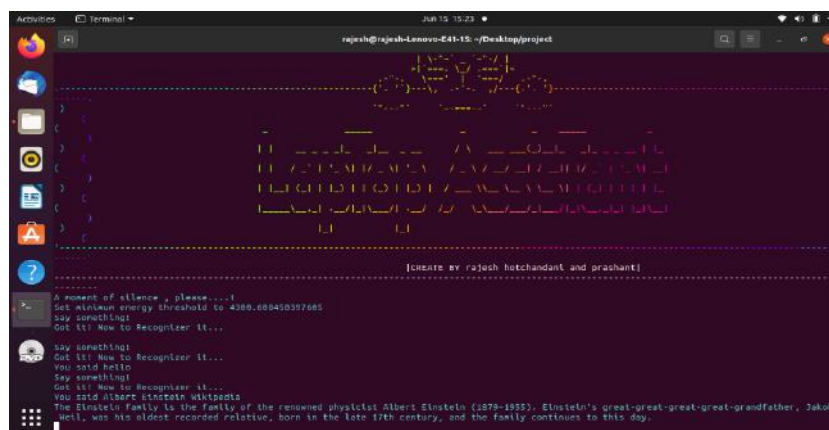 Activities Terminal Jun 15 15:23
rajesh@rajesh-Lenovo-E41-15: ~/Desktop/project
Laptop Assistant
[CREATE BY rajesh hotchandani and prashant]
A moment of silence , please....!
Set minimum energy threshold to
Say something!
Got it! Now to Recognizer it...
Say something!
Got it! Now to Recognizer it...
You said hello
Say something!
Got it! Now to Recognizer it...
You said Albert Einstein Wikipedia
The Einstein family is the family of the renowned physicist Albert Einstein (1879–1955). Einstein's great-great-great-great-grandfather, Jako
Weil, was his oldest recorded relative, born in the late 17th century, and the family continues to this day.